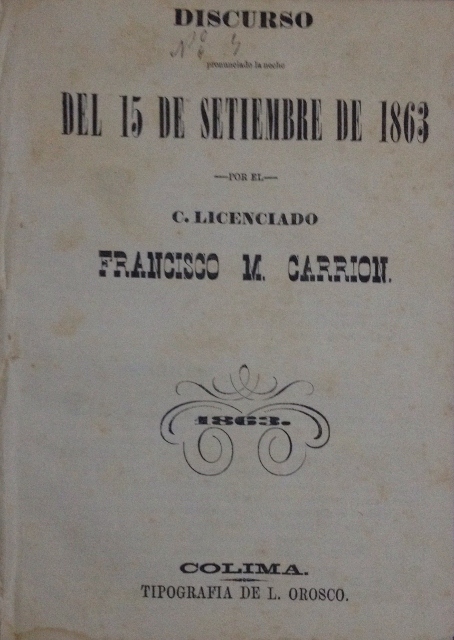 DISCURSO
Nº 3
pronunciado la noche
DEL 15 DE SETIEMBRE DE 1863
—POR EL—
C. LICENCIADO
FRANCISCO M. CARRION.
1863.
COLIMA.
TIPOGRAFIA DE L. OROSCO.